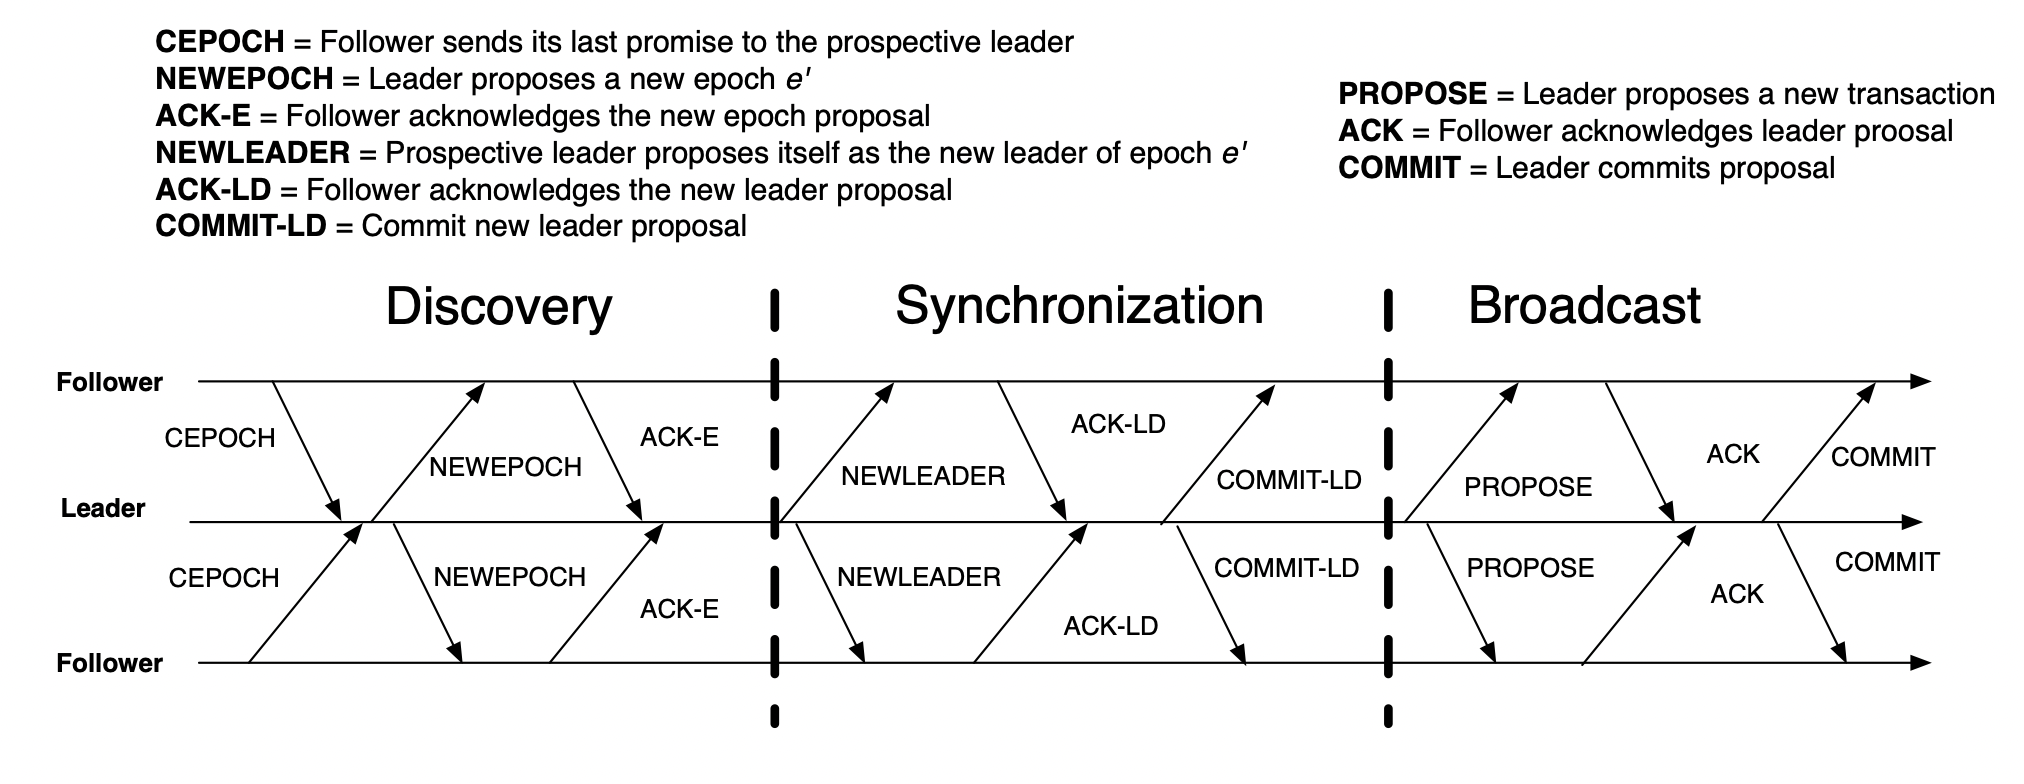 CEPOCH = Follower sends its last promise to the prospective leader
NEWEPOCH = Leader proposes a new epoch e'
ACK-E = Follower acknowledges the new epoch proposal
NEWLEADER = Prospective leader proposes itself as the new leader of epoch e'
ACK-LD = Follower acknowledges the new leader proposal
COMMIT-LD = Commit new leader proposal
PROPOSE = Leader proposes a new transaction
ACK = Follower acknowledges leader proosal
COMMIT = Leader commits proposal
Discovery
Synchronization
Broadcast
Follower
CEPOCH
NEWEPOCH
ACK-E
NEWLEADER
ACK-LD
COMMIT-LD
PROPOSE
ACK
COMMIT
Leader
CEPOCH
NEWEPOCH
ACK-E
NEWLEADER
ACK-LD
COMMIT-LD
PROPOSE
ACK
COMMIT
Follower